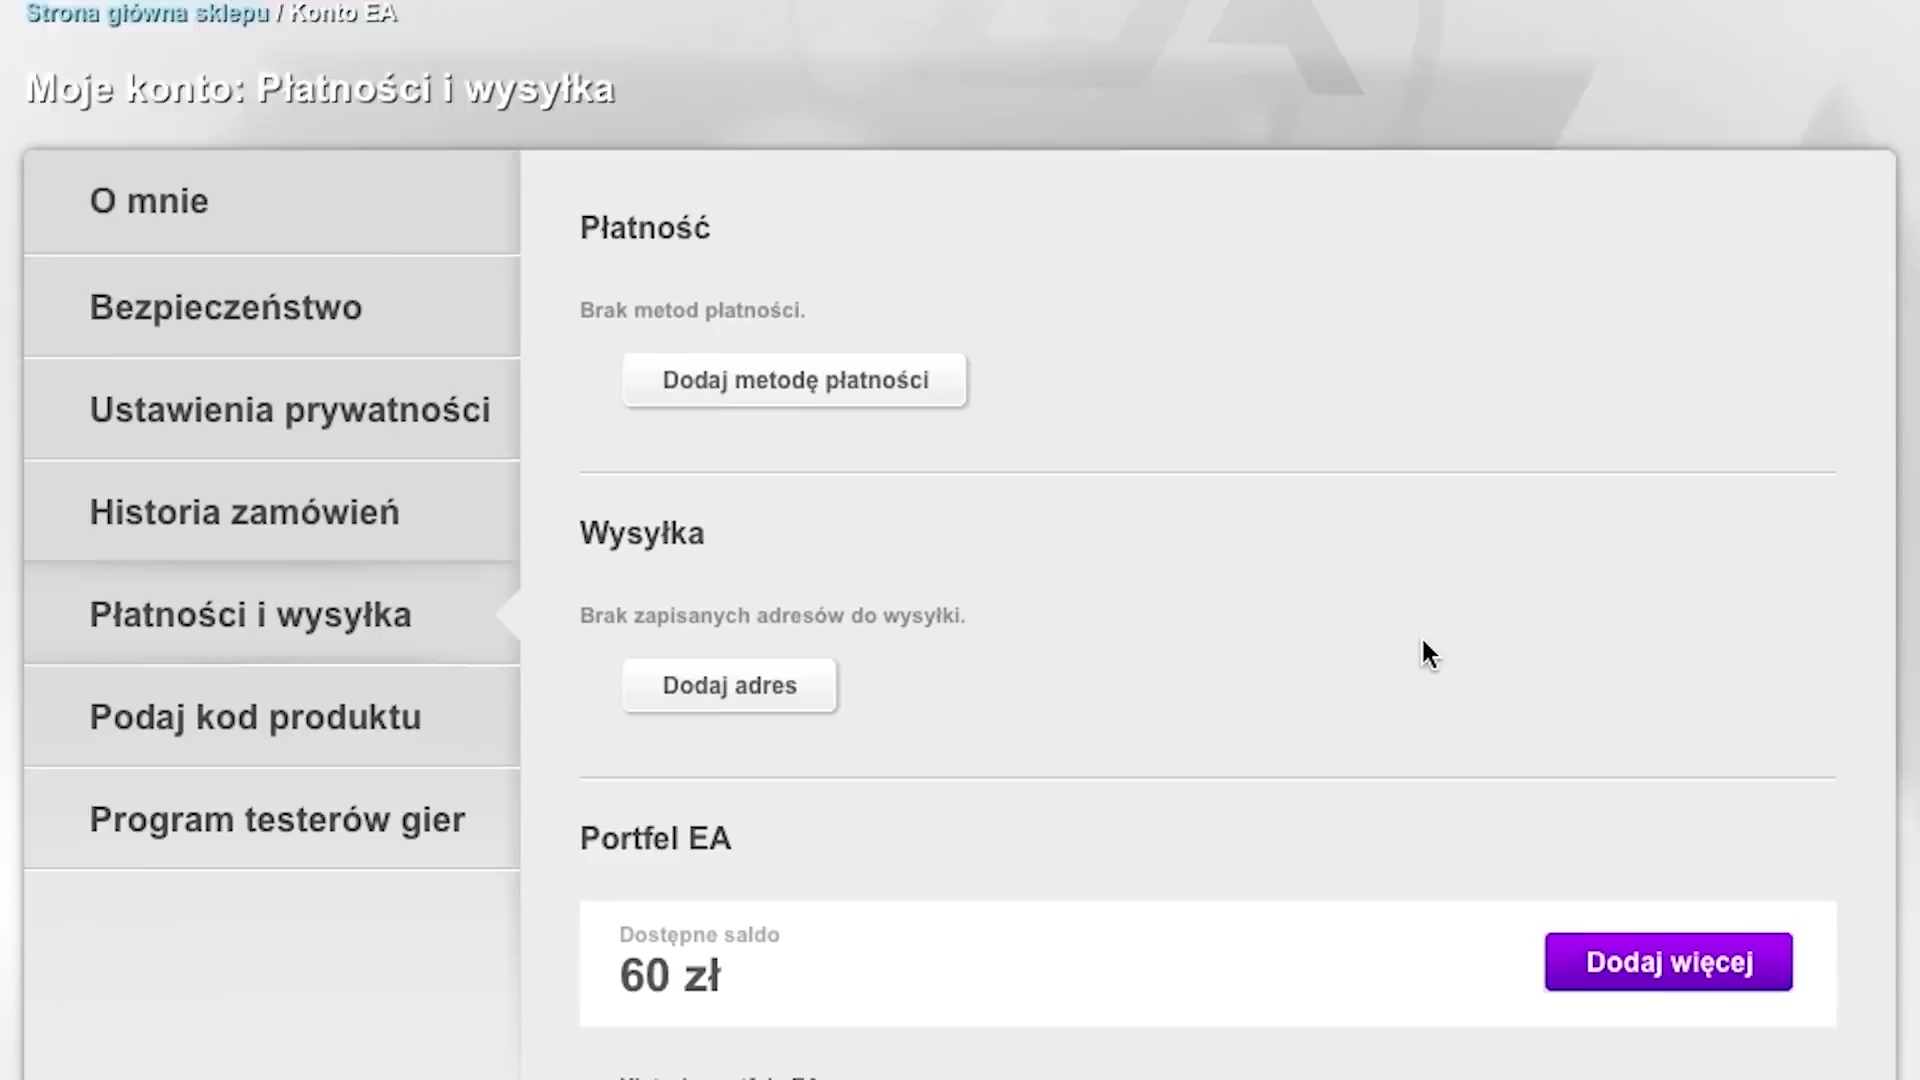 Strona główna sklepu / Konto EA
Moje konto: Płatności i wysyłka
O mnie
Bezpieczeństwo
Ustawienia prywatności
Historia zamówień
Płatności i wysyłka
Podaj kod produktu
Program testerów gier
Płatność
Brak metod płatności.
Dodaj metodę płatności
Wysyłka
Brak zapisanych adresów do wysyłki.
Dodaj adres
Portfel EA
Dostępne saldo
60 zł
Dodaj więcej